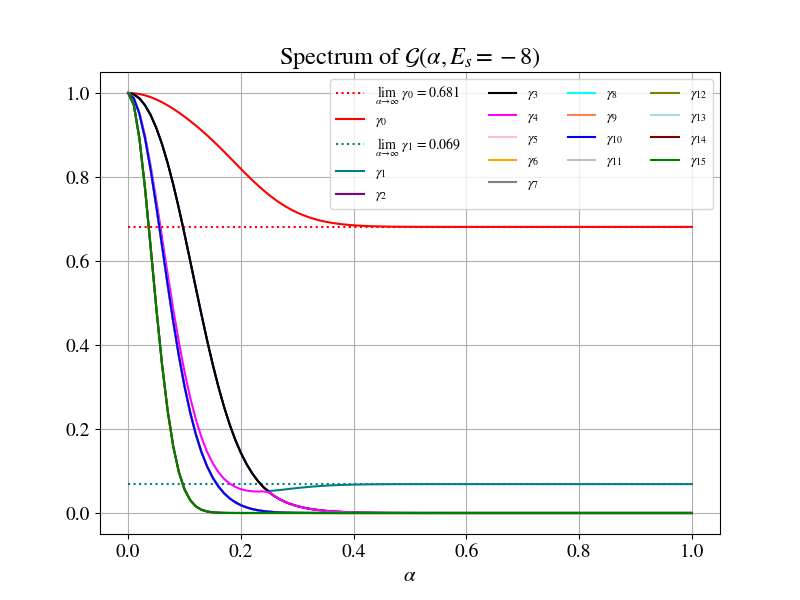 Spectrum of 𝒢(α, E_s = −8)
lim_{α→∞} γ₀ = 0.681
γ₀
lim_{α→∞} γ₁ = 0.069
γ₁
γ₂
γ₃
γ₄
γ₅
γ₆
γ₇
γ₈
γ₉
γ₁₀
γ₁₁
γ₁₂
γ₁₃
γ₁₄
γ₁₅
1.0
0.8
0.6
0.4
0.2
0.0
0.0 0.2 0.4 0.6 0.8 1.0
α